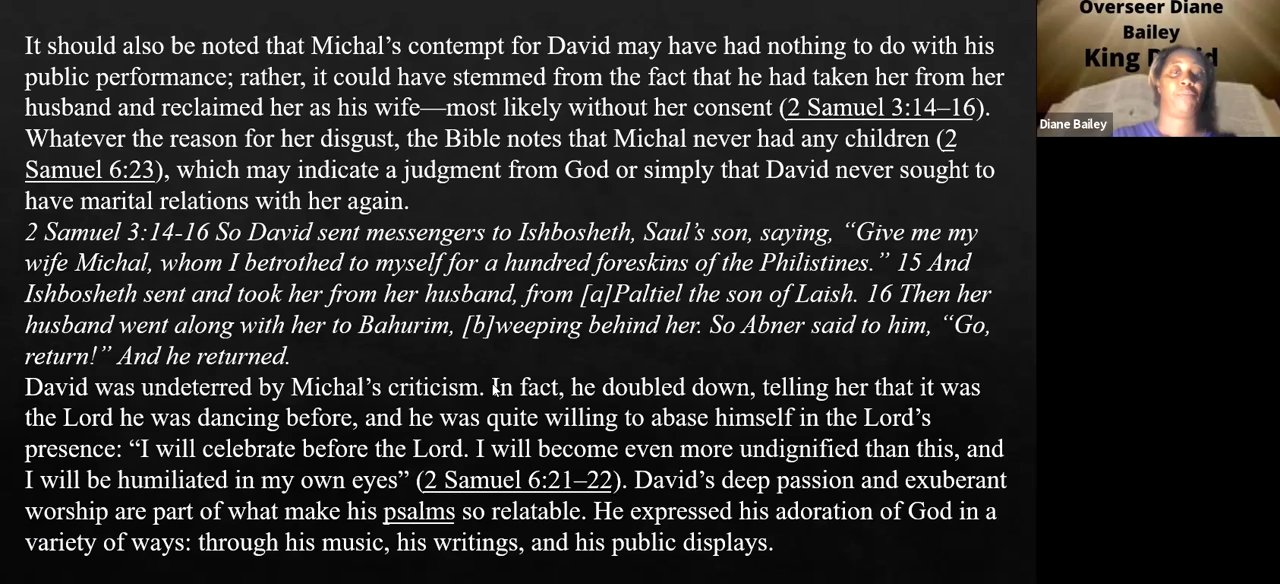 It should also be noted that Michal’s contempt for David may have had nothing to do with his
public performance; rather, it could have stemmed from the fact that he had taken her from her
husband and reclaimed her as his wife—most likely without her consent (2 Samuel 3:14–16).
Whatever the reason for her disgust, the Bible notes that Michal never had any children (2
Samuel 6:23), which may indicate a judgment from God or simply that David never sought to
have marital relations with her again.
2 Samuel 3:14-16 So David sent messengers to Ishbosheth, Saul’s son, saying, “Give me my
wife Michal, whom I betrothed to myself for a hundred foreskins of the Philistines.” 15 And
Ishbosheth sent and took her from her husband, from [a]Paltiel the son of Laish. 16 Then her
husband went along with her to Bahurim, [b]weeping behind her. So Abner said to him, “Go,
return!” And he returned.
David was undeterred by Michal’s criticism. In fact, he doubled down, telling her that it was
the Lord he was dancing before, and he was quite willing to abase himself in the Lord’s
presence: “I will celebrate before the Lord. I will become even more undignified than this, and
I will be humiliated in my own eyes” (2 Samuel 6:21–22). David’s deep passion and exuberant
worship are part of what make his psalms so relatable. He expressed his adoration of God in a
variety of ways: through his music, his writings, and his public displays.
Overseer Diane
Bailey
King
Diane Bailey